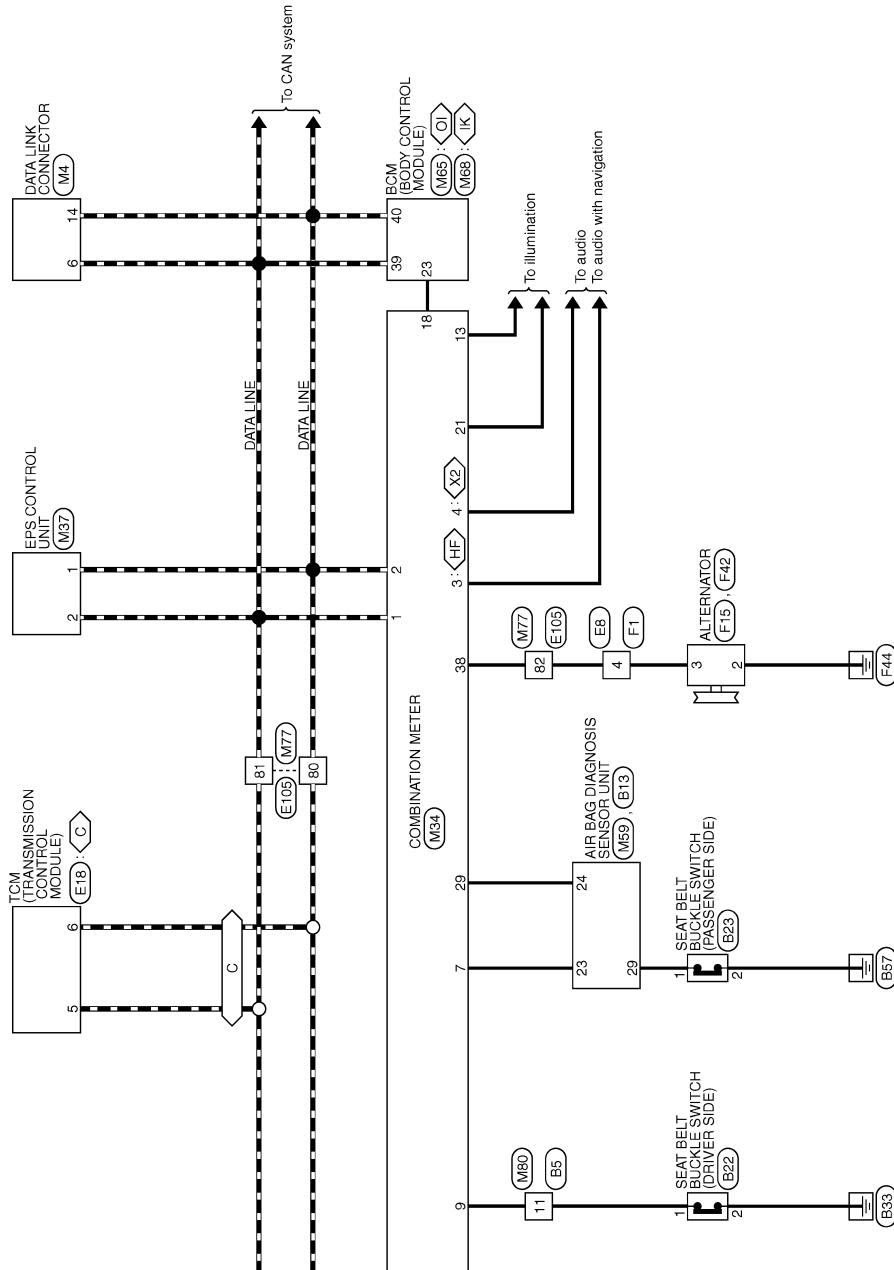 TCM
(TRANSMISSION
CONTROL
MODULE)
E18 : C
5
6
C
EPS CONTROL
UNIT
M37
2
1
DATA LINK
CONNECTOR
M4
6
14
To CAN system
81
80
E105
M77
DATA LINE
DATA LINE
BCM
(BODY CONTROL
MODULE)
M65 : OI
M68 : IK
39
40
23
18
1
2
COMBINATION METER
M34
9
7
29
38
3 : HF
4 : X2
21
13
To illumination
To audio
To audio with navigation
11
M80
B5
SEAT BELT
BUCKLE SWITCH
(DRIVER SIDE)
B22
1
2
B33
23
24
29
AIR BAG DIAGNOSIS
SENSOR UNIT
M59 , B13
SEAT BELT
BUCKLE SWITCH
(PASSENGER SIDE)
B23
1
2
B57
82
M77
E105
4
E8
F1
ALTERNATOR
F15 , F42
3
2
F44